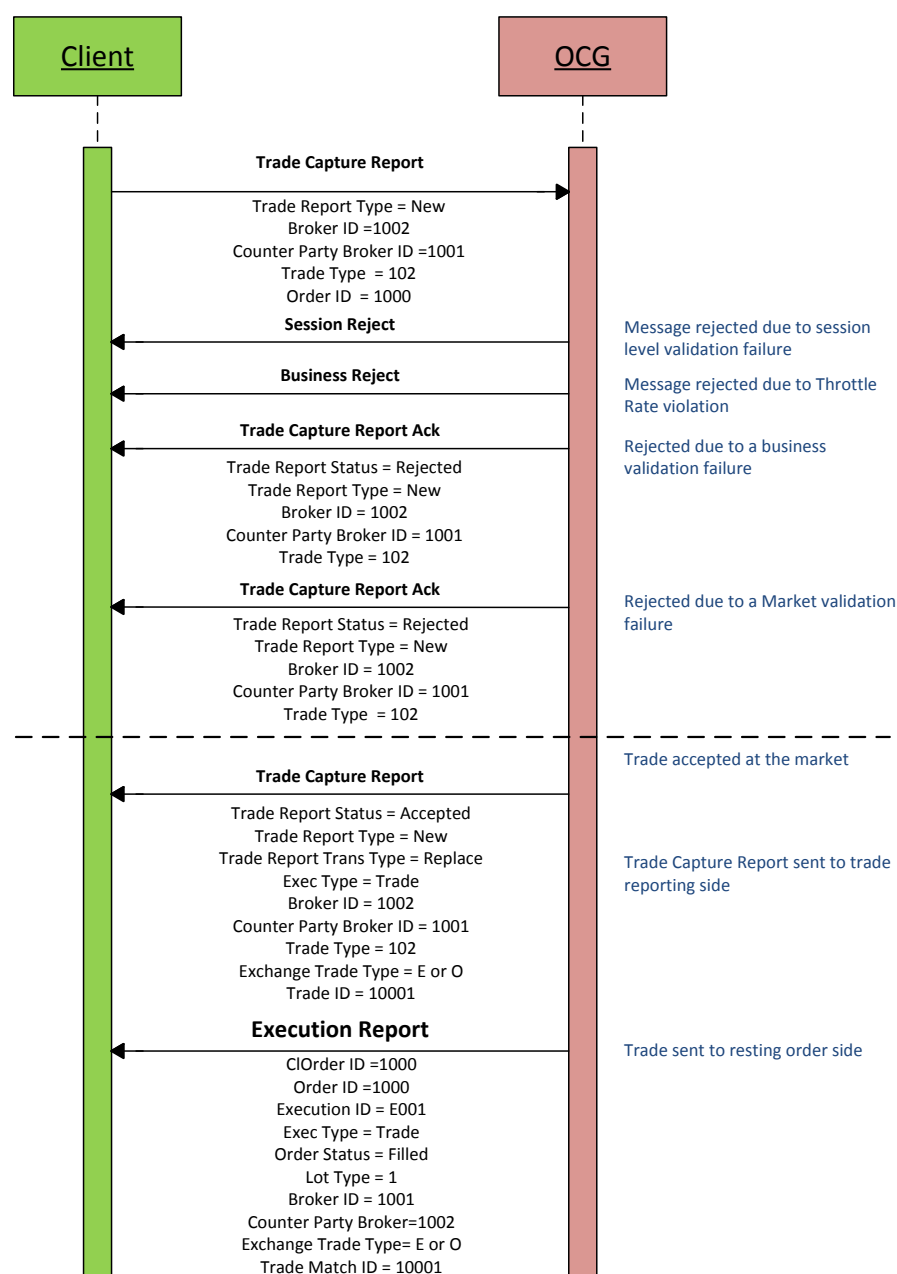 Client
OCG
Trade Capture Report
Trade Report Type = New
Broker ID =1002
Counter Party Broker ID =1001
Trade Type  = 102
Order ID  = 1000
Session Reject
Message rejected due to session
level validation failure
Business Reject
Message rejected due to Throttle
Rate violation
Trade Capture Report Ack
Rejected due to a business
validation failure
Trade Report Status = Rejected
Trade Report Type = New
Broker ID = 1002
Counter Party Broker ID = 1001
Trade Type = 102
Trade Capture Report Ack
Rejected due to a Market validation
failure
Trade Report Status = Rejected
Trade Report Type = New
Broker ID = 1002
Counter Party Broker ID = 1001
Trade Type  = 102
Trade accepted at the market
Trade Capture Report
Trade Report Status = Accepted
Trade Report Type = New
Trade Report Trans Type = Replace
Exec Type = Trade
Broker ID = 1002
Counter Party Broker ID = 1001
Trade Type = 102
Exchange Trade Type = E or O
Trade ID = 10001
Trade Capture Report sent to trade
reporting side
Execution Report
Trade sent to resting order side
ClOrder ID =1000
Order ID =1000
Execution ID = E001
Exec Type = Trade
Order Status = Filled
Lot Type = 1
Broker ID = 1001
Counter Party Broker=1002
Exchange Trade Type= E or O
Trade Match ID = 10001